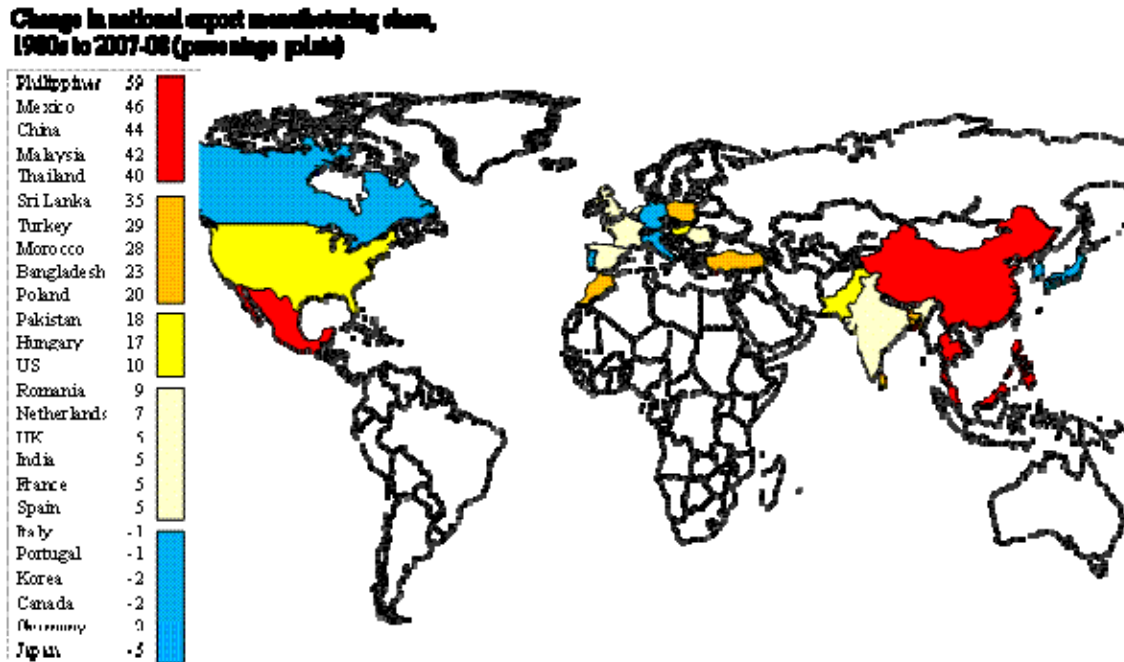 Change in national export manufacturing share,
1980s to 2007-08 (percentage points)
Philippines 59
Mexico 46
China 44
Malaysia 42
Thailand 40
Sri Lanka 35
Turkey 29
Morocco 28
Bangladesh 23
Poland 20
Pakistan 18
Hungary 17
US 10
Romania 9
Netherlands 7
UK 5
India 5
France 5
Spain 5
Italy -1
Portugal -1
Korea -2
Canada -2
Germany
Japan -5